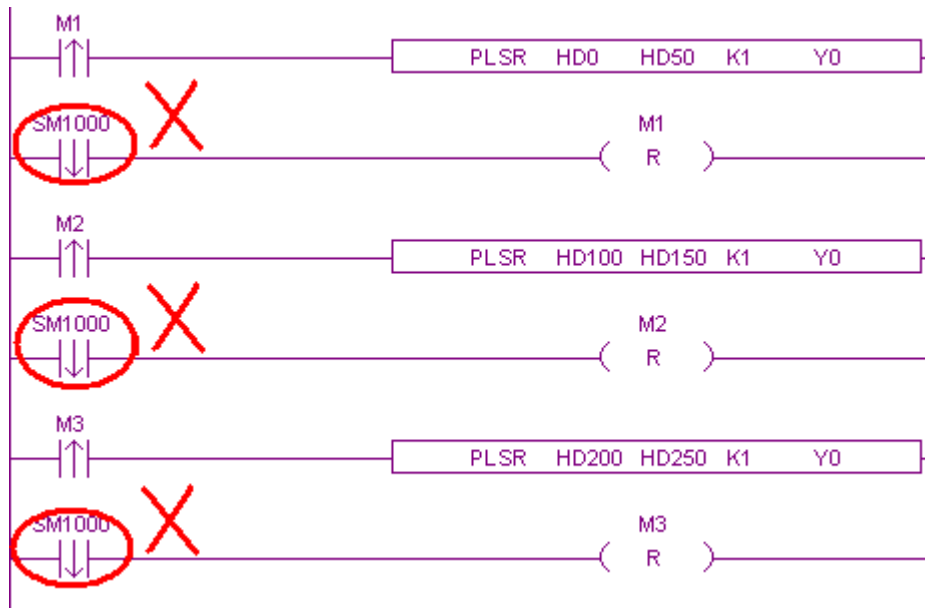 M1
PLSR HD0 HD50 K1 Y0
SM1000
M1
R
M2
PLSR HD100 HD150 K1 Y0
SM1000
M2
R
M3
PLSR HD200 HD250 K1 Y0
SM1000
M3
R